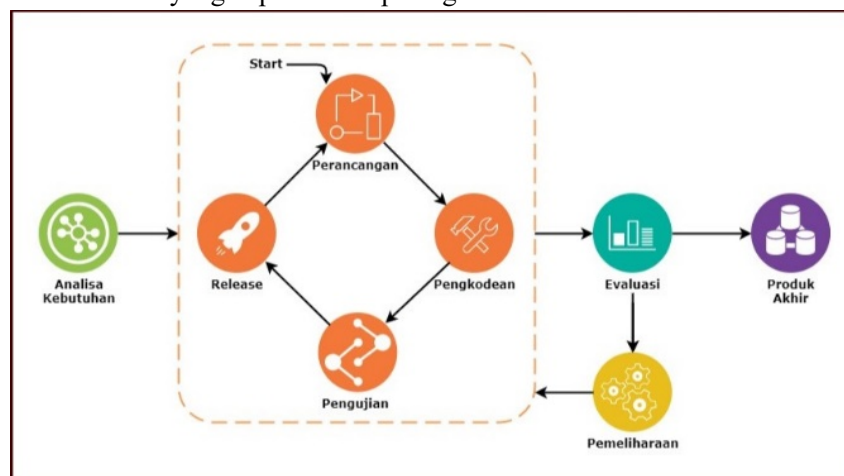 Start
Perancangan
Analisa
Kebutuhan
Release
Pengkodean
Evaluasi
Produk
Akhir
Pengujian
Pemeliharaan